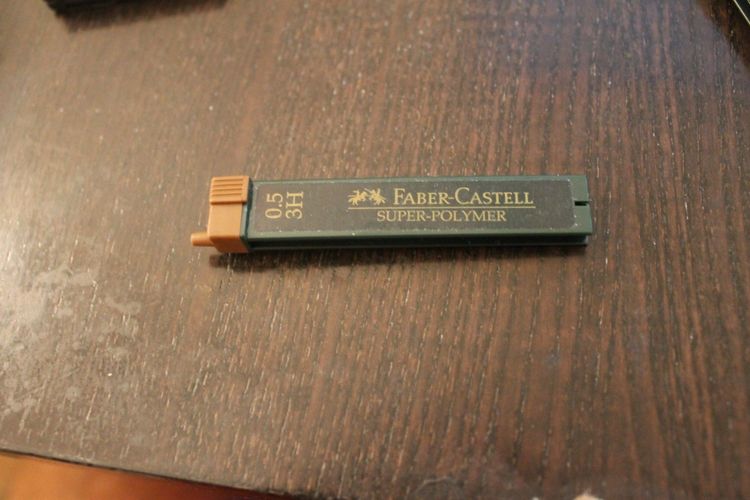 0.5
3H
FABER-CASTELL
SUPER-POLYMER